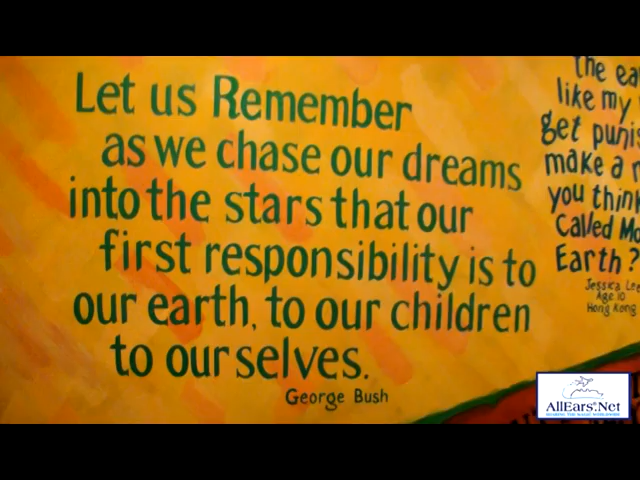 Let us Remember
as we chase our dreams
into the stars that our
first responsibility is to
our earth, to our children
to ourselves.
George Bush
the
like my
get
make a
you think
Called
Earth?
Jessica Lee
Age 10
Hong Kong
AllEars.Net